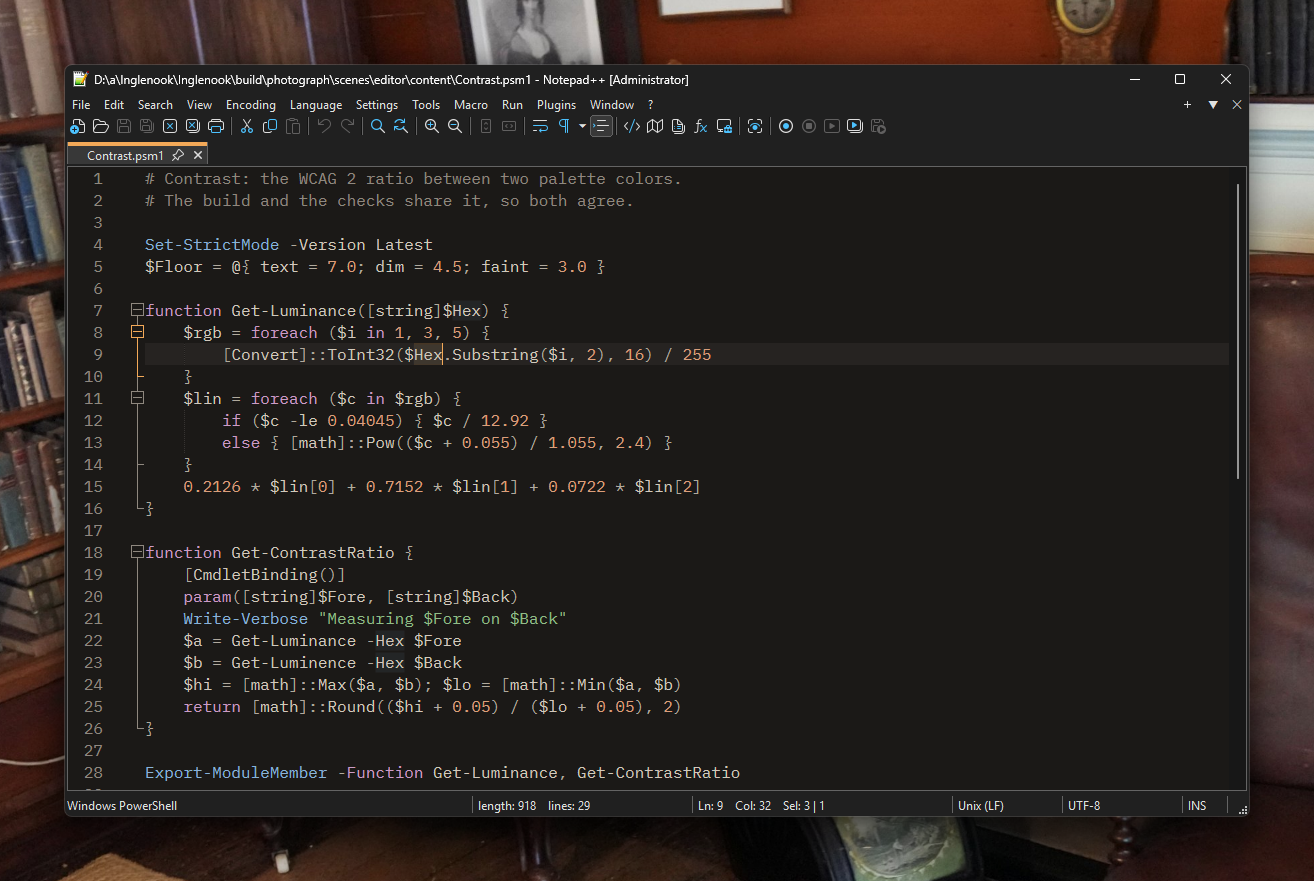 D:\a\Inglenook\Inglenook\build\photograph\scenes\editor\content\Contrast.psm1 - Notepad++ [Administrator]
File Edit Search View Encoding Language Settings Tools Macro Run Plugins Window ?
Contrast.psm1
1 # Contrast: the WCAG 2 ratio between two palette colors.
2 # The build and the checks share it, so both agree.
3
4 Set-StrictMode -Version Latest
5 $Floor = @{ text = 7.0; dim = 4.5; faint = 3.0 }
6
7 function Get-Luminance([string]$Hex) {
8 $rgb = foreach ($i in 1, 3, 5) {
9 [Convert]::ToInt32($Hex.Substring($i, 2), 16) / 255
10 }
11 $lin = foreach ($c in $rgb) {
12 if ($c -le 0.04045) { $c / 12.92 }
13 else { [math]::Pow(($c + 0.055) / 1.055, 2.4) }
14 }
15 0.2126 * $lin[0] + 0.7152 * $lin[1] + 0.0722 * $lin[2]
16 }
17
18 function Get-ContrastRatio {
19 [CmdletBinding()]
20 param([string]$Fore, [string]$Back)
21 Write-Verbose "Measuring $Fore on $Back"
22 $a = Get-Luminance -Hex $Fore
23 $b = Get-Luminence -Hex $Back
24 $hi = [math]::Max($a, $b); $lo = [math]::Min($a, $b)
25 return [math]::Round(($hi + 0.05) / ($lo + 0.05), 2)
26 }
27
28 Export-ModuleMember -Function Get-Luminance, Get-ContrastRatio
Windows PowerShell length: 918 lines: 29 Ln: 9 Col: 32 Sel: 3 | 1 Unix (LF) UTF-8 INS